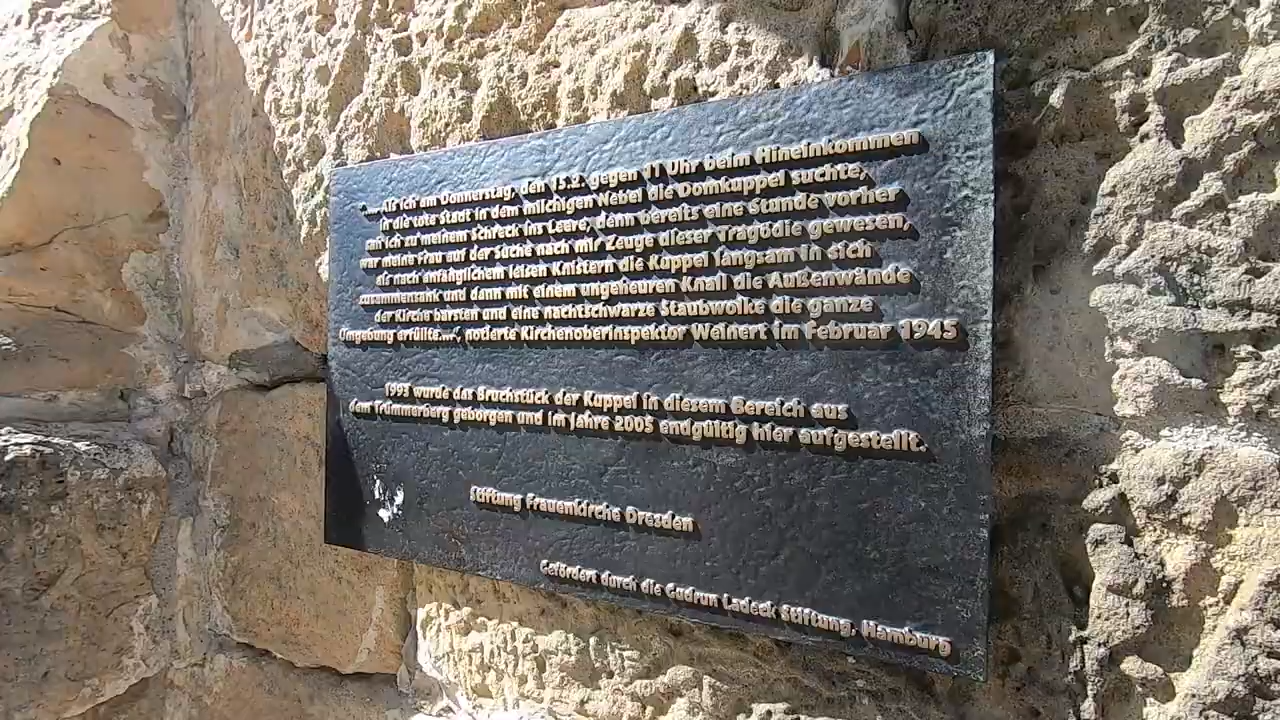 "... Als ich am Donnerstag, den 15.2. gegen 11 Uhr beim Hineinkommen
in die tote Stadt in dem milchigen Nebel die Domkuppel suchte,
sah ich zu meinem Schreck ins Leere, denn bereits eine Stunde vorher
war meine Frau auf der Suche nach mir Zeuge dieser Tragödie gewesen,
als nach anfänglichem leisen Knistern die Kuppel langsam in sich
zusammensank und dann mit einem ungeheuren Knall die Außenwände
der Kirche barsten und eine nachtschwarze Staubwolke die ganze
Umgebung erfüllte...", notierte Kirchenoberinspektor Weinert im Februar 1945
1993 wurde das Bruchstück der Kuppel in diesem Bereich aus
dem Trümmerberg geborgen und im Jahre 2005 endgültig hier aufgestellt.
Stiftung Frauenkirche Dresden
Gefördert durch die Gudrun Ladeck Stiftung, Hamburg